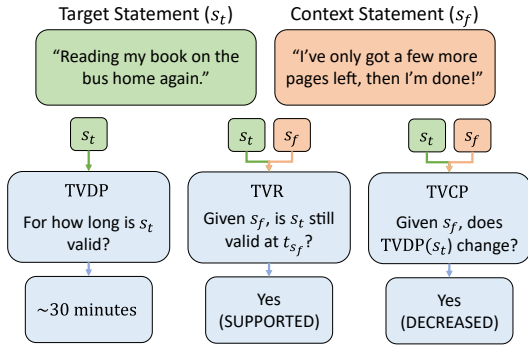 Target Statement (s_t)
Context Statement (s_f)
“Reading my book on the
bus home again.”
“I’ve only got a few more
pages left, then I’m done!”
s_t
s_t
s_f
s_t
s_f
TVDP
For how long is s_t
valid?
TVR
Given s_f, is s_t still
valid at t_{s_f}?
TVCP
Given s_f, does
TVDP(s_t) change?
~30 minutes
Yes
(SUPPORTED)
Yes
(DECREASED)